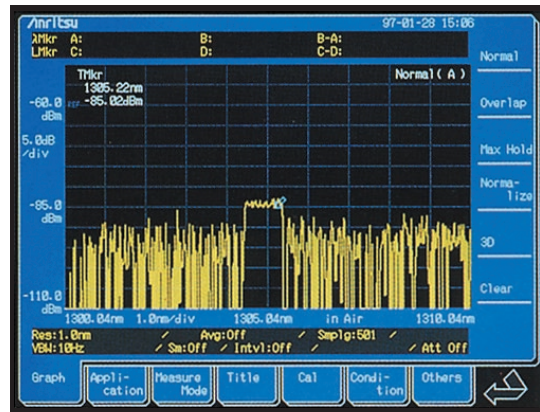 Anritsu 97-01-28 15:06
λMkr A: B: B-A:
LMkr C: D: C-D:
Normal
TMkr Normal( A )
1305.22nm
-60.0 REF -85.02dBm
dBm
Overlap
5.0dB
/div
Max Hold
Norma-
lize
-85.0
dBm
3D
Clear
-110.0
dBm
1300.04nm 1.0nm/div 1305.04nm in Air 1310.04nm
Res:1.0nm / Avg:Off / Smplg:501 /
VBW:10Hz / Sm:Off / Intvl:Off / / Att Off
Graph Appli- Measure Title Cal Condi- Others
cation Mode tion